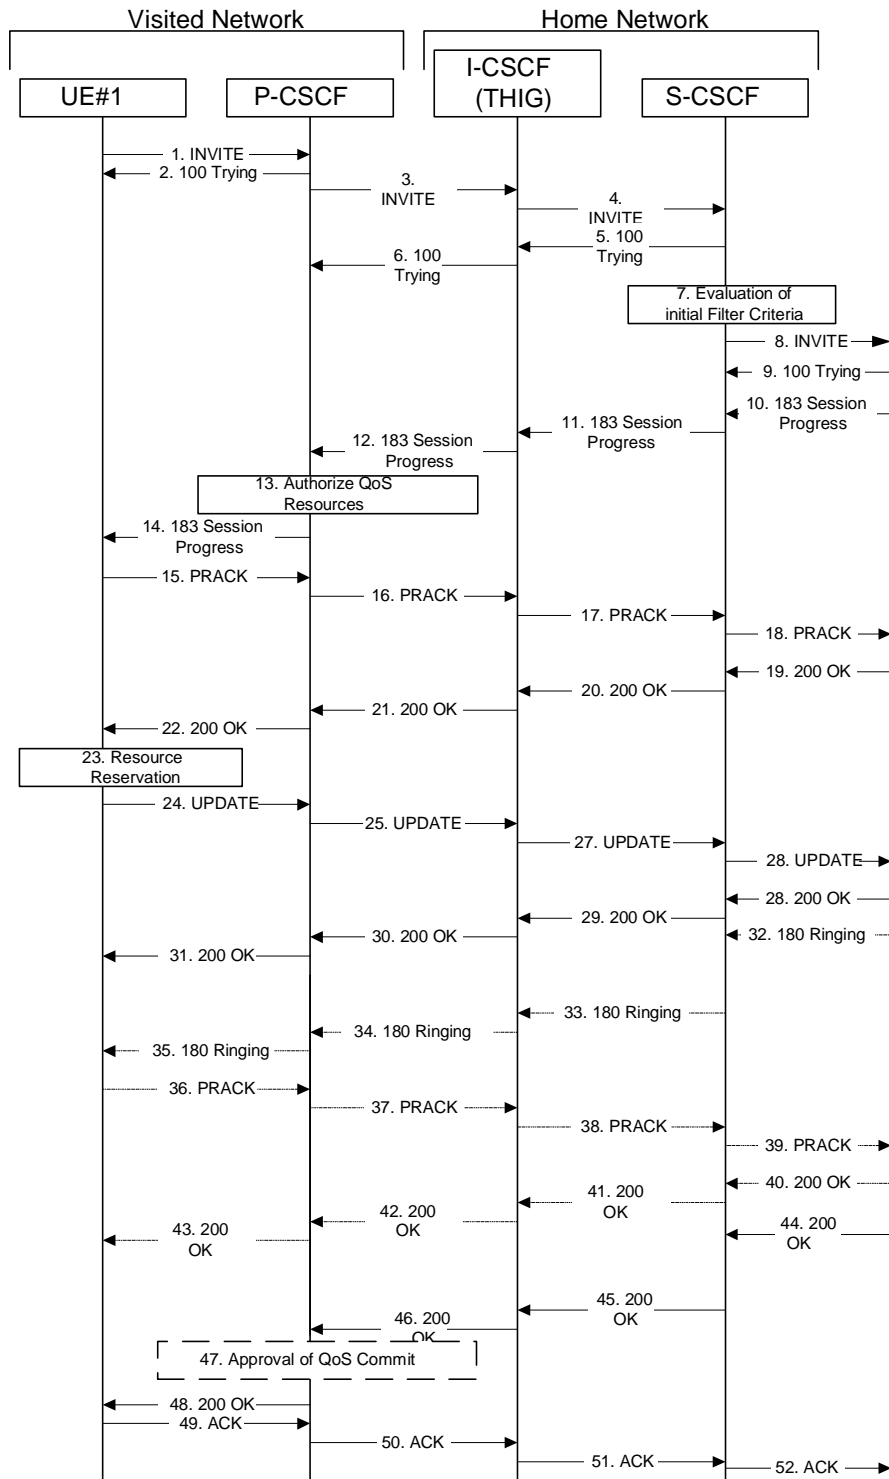 Visited Network
Home Network
UE#1
P-CSCF
I-CSCF
(THIG)
S-CSCF
1. INVITE
2. 100 Trying
3.
INVITE
4.
INVITE
5. 100
Trying
6. 100
Trying
7. Evaluation of
initial Filter Criteria
8. INVITE
9. 100 Trying
10. 183 Session
Progress
11. 183 Session
Progress
12. 183 Session
Progress
13. Authorize QoS
Resources
14. 183 Session
Progress
15. PRACK
16. PRACK
17. PRACK
18. PRACK
19. 200 OK
20. 200 OK
21. 200 OK
22. 200 OK
23. Resource
Reservation
24. UPDATE
25. UPDATE
27. UPDATE
28. UPDATE
28. 200 OK
29. 200 OK
30. 200 OK
32. 180 Ringing
31. 200 OK
33. 180 Ringing
34. 180 Ringing
35. 180 Ringing
36. PRACK
37. PRACK
38. PRACK
39. PRACK
40. 200 OK
41. 200
OK
42. 200
OK
43. 200
OK
44. 200
OK
45. 200
OK
46. 200
OK
47. Approval of QoS Commit
48. 200 OK
49. ACK
50. ACK
51. ACK
52. ACK